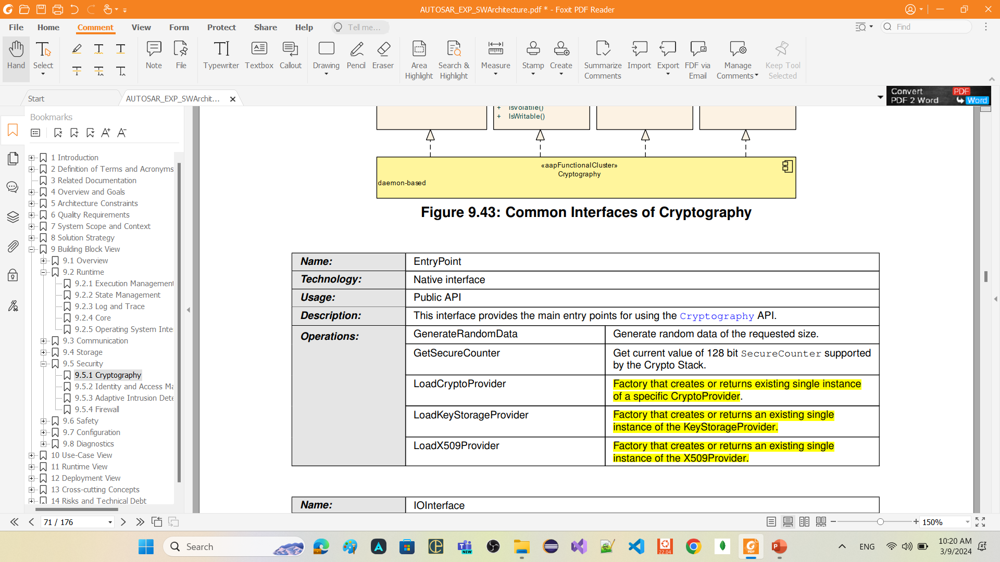 AUTOSAR_EXP_SWArchitecture.pdf * - Foxit PDF Reader
File Home Comment View Form Protect Share Help Tell me... Find
Hand
Select
Note
File
Typewriter
Textbox
Callout
Drawing
Pencil
Eraser
Area
Highlight
Search &
Highlight
Measure
Stamp
Create
Summarize
Comments
Import
Export
FDF via
Email
Manage
Comments
Keep Tool
Selected
Start
AUTOSAR_EXP_SWArchit...
Convert PDF
PDF 2 Word Word
Bookmarks
1 Introduction
2 Definition of Terms and Acronyms
3 Related Documentation
4 Overview and Goals
5 Architecture Constraints
6 Quality Requirements
7 System Scope and Context
8 Solution Strategy
9 Building Block View
9.1 Overview
9.2 Runtime
9.2.1 Execution Management
9.2.2 State Management
9.2.3 Log and Trace
9.2.4 Core
9.2.5 Operating System Inte
9.3 Communication
9.4 Storage
9.5 Security
9.5.1 Cryptography
9.5.2 Identity and Access Ma
9.5.3 Adaptive Intrusion Dete
9.5.4 Firewall
9.6 Safety
9.7 Configuration
9.8 Diagnostics
10 Use-Case View
11 Runtime View
12 Deployment View
13 Cross-cutting Concepts
14 Risks and Technical Debt
+ IsVolatile()
+ IsWritable()
«aapFunctionalCluster»
Cryptography
daemon-based
Figure 9.43: Common Interfaces of Cryptography
Name: EntryPoint
Technology: Native interface
Usage: Public API
Description: This interface provides the main entry points for using the Cryptography API.
Operations: GenerateRandomData Generate random data of the requested size.
GetSecureCounter Get current value of 128 bit SecureCounter supported
by the Crypto Stack.
LoadCryptoProvider Factory that creates or returns existing single instance
of a specific CryptoProvider.
LoadKeyStorageProvider Factory that creates or returns an existing single
instance of the KeyStorageProvider.
LoadX509Provider Factory that creates or returns an existing single
instance of the X509Provider.
Name: IOInterface
71 / 176
150%
Search
NEW
22.04
PDF
ENG
10:20 AM
3/9/2024